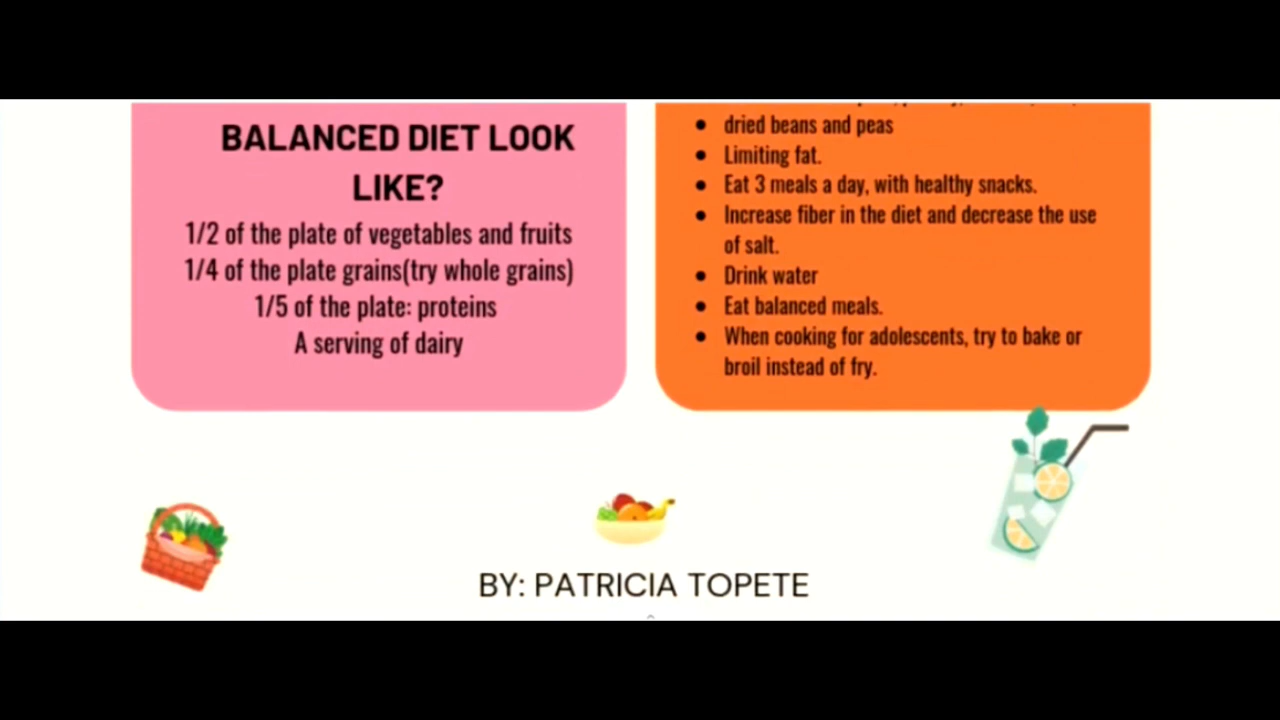 BALANCED DIET LOOK
LIKE?
1/2 of the plate of vegetables and fruits
1/4 of the plate grains(try whole grains)
1/5 of the plate: proteins
A serving of dairy
• dried beans and peas
• Limiting fat.
• Eat 3 meals a day, with healthy snacks.
• Increase fiber in the diet and decrease the use
of salt.
• Drink water
• Eat balanced meals.
• When cooking for adolescents, try to bake or
broil instead of fry.
BY: PATRICIA TOPETE